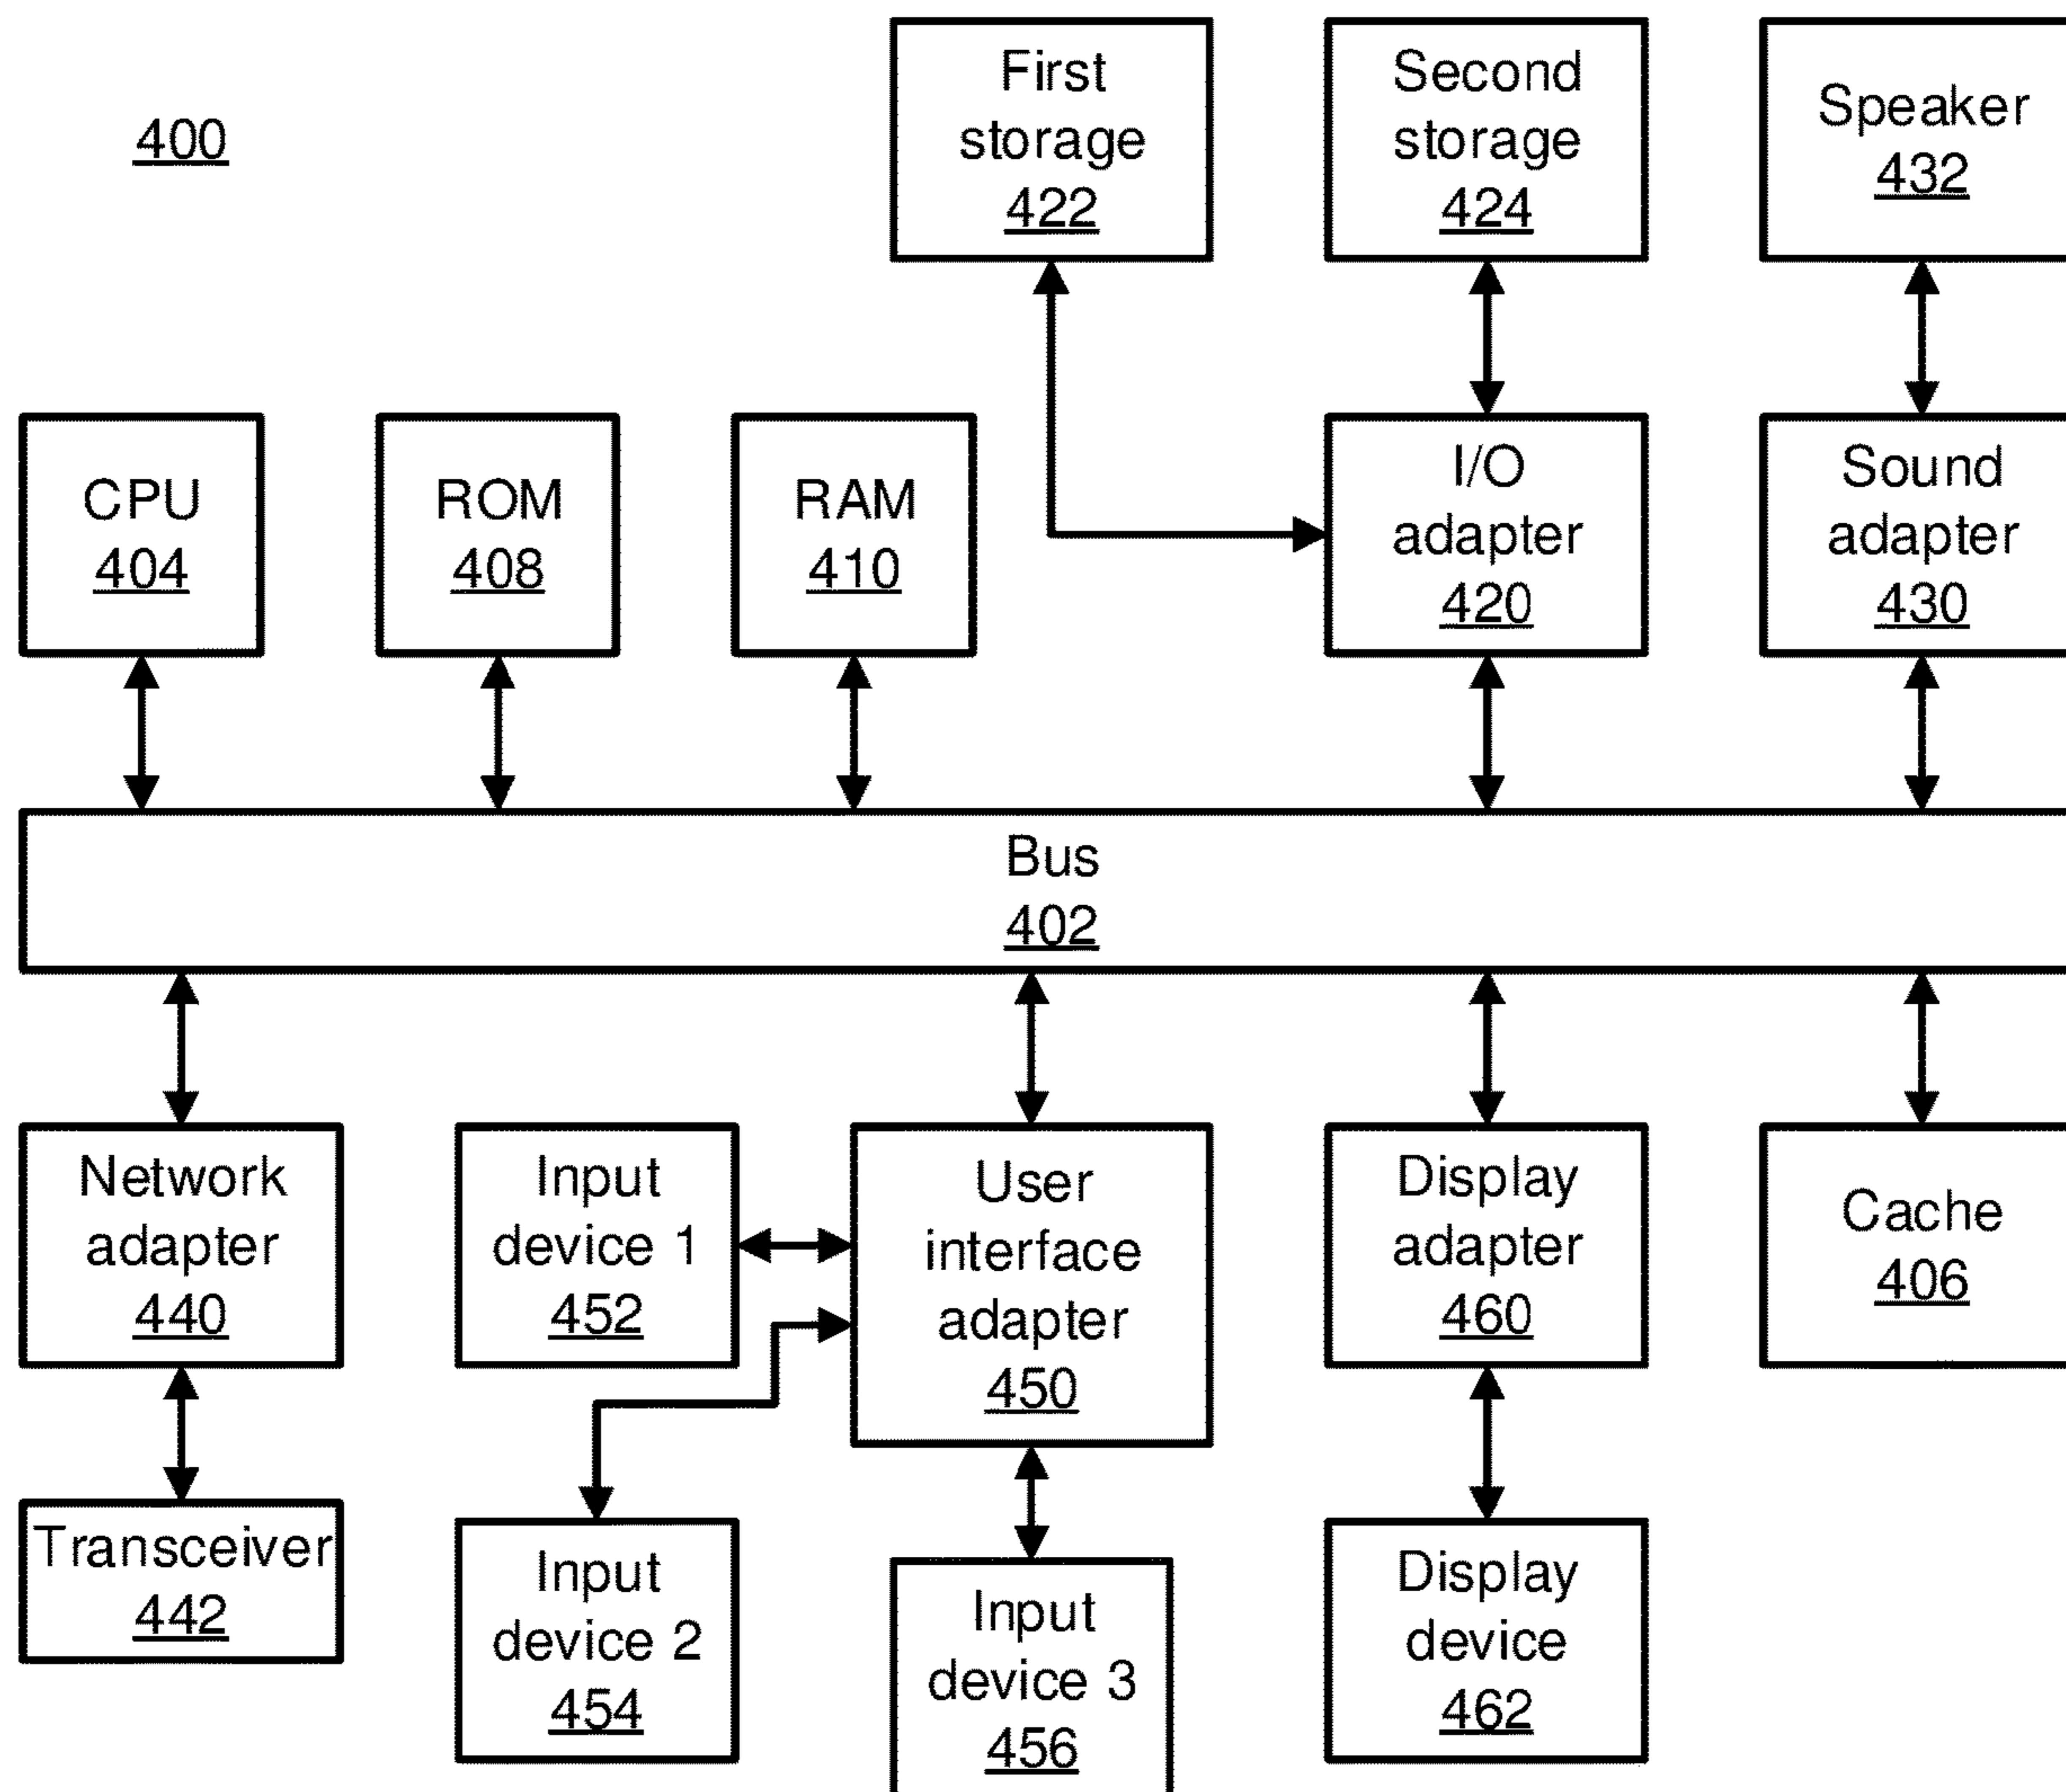 400
First
storage
422
Second
storage
424
Speaker
432
CPU
404
ROM
408
RAM
410
I/O
adapter
420
Sound
adapter
430
Bus
402
Network
adapter
440
Input
device 1
452
User
interface
adapter
450
Display
adapter
460
Cache
406
Transceiver
442
Input
device 2
454
Input
device 3
456
Display
device
462